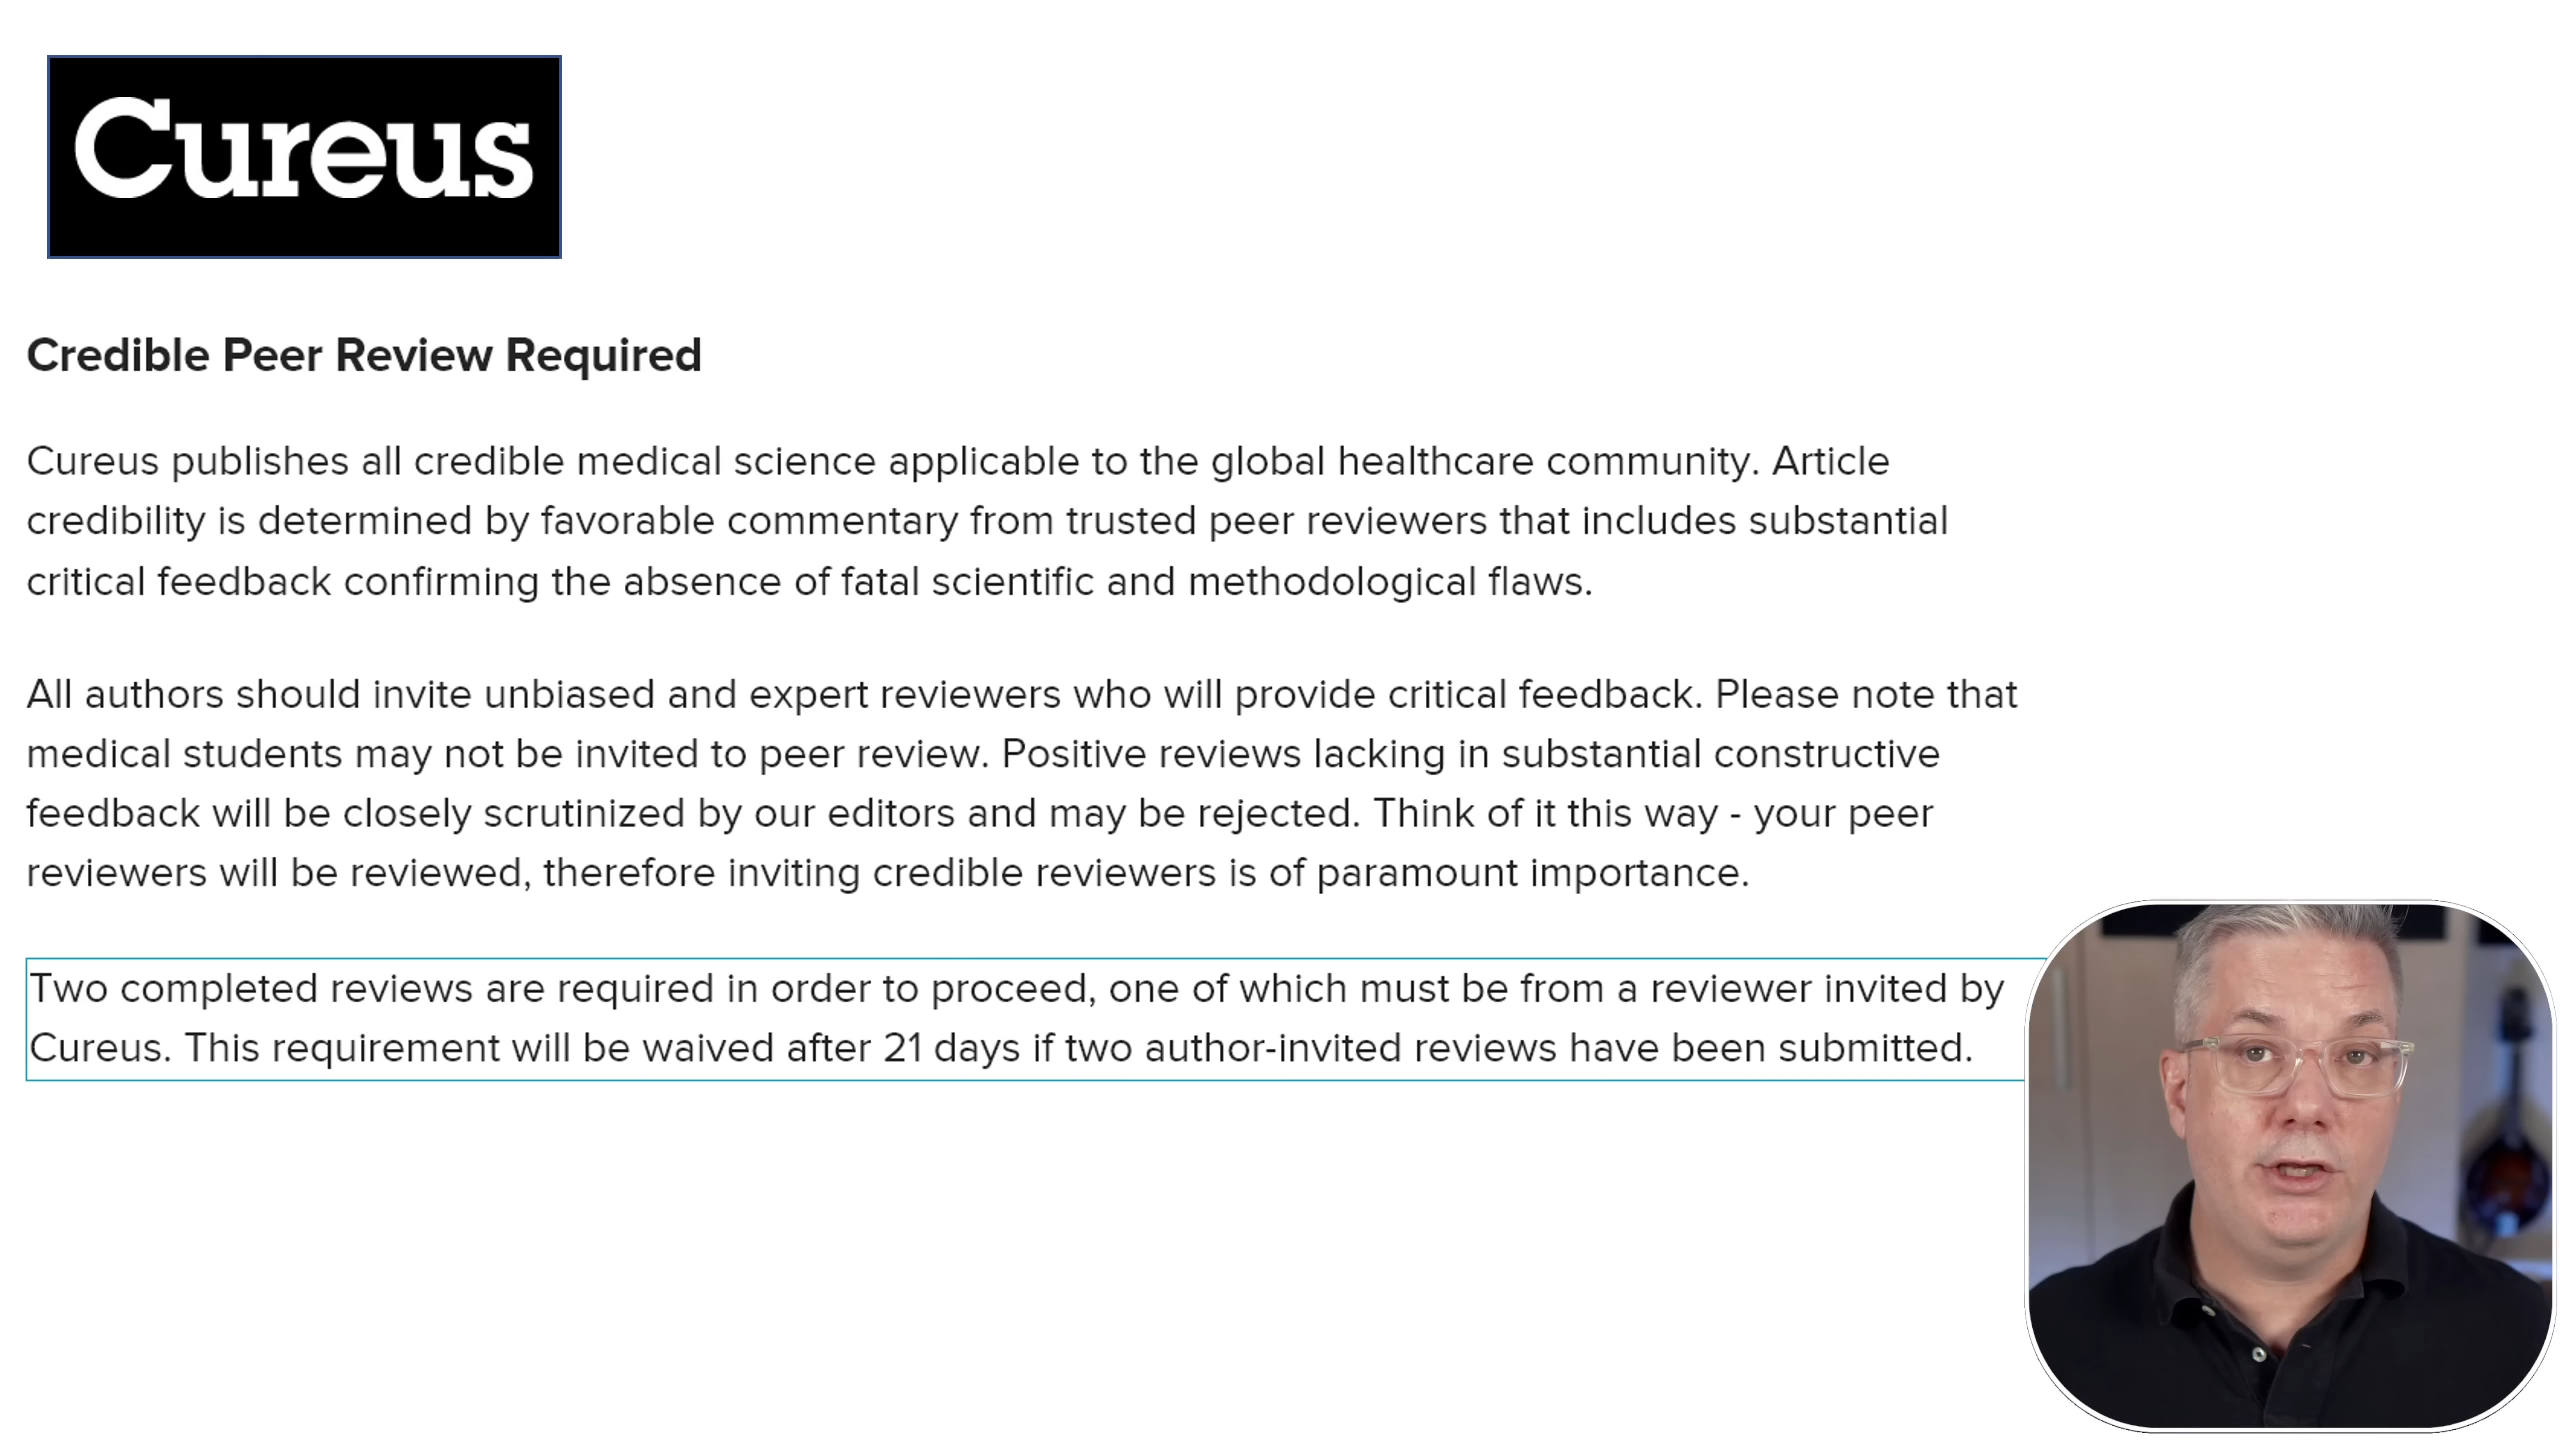 Cureus
Credible Peer Review Required
Cureus publishes all credible medical science applicable to the global healthcare community. Article
credibility is determined by favorable commentary from trusted peer reviewers that includes substantial
critical feedback confirming the absence of fatal scientific and methodological flaws.
All authors should invite unbiased and expert reviewers who will provide critical feedback. Please note that
medical students may not be invited to peer review. Positive reviews lacking in substantial constructive
feedback will be closely scrutinized by our editors and may be rejected. Think of it this way - your peer
reviewers will be reviewed, therefore inviting credible reviewers is of paramount importance.
Two completed reviews are required in order to proceed, one of which must be from a reviewer invited by
Cureus. This requirement will be waived after 21 days if two author-invited reviews have been submitted.